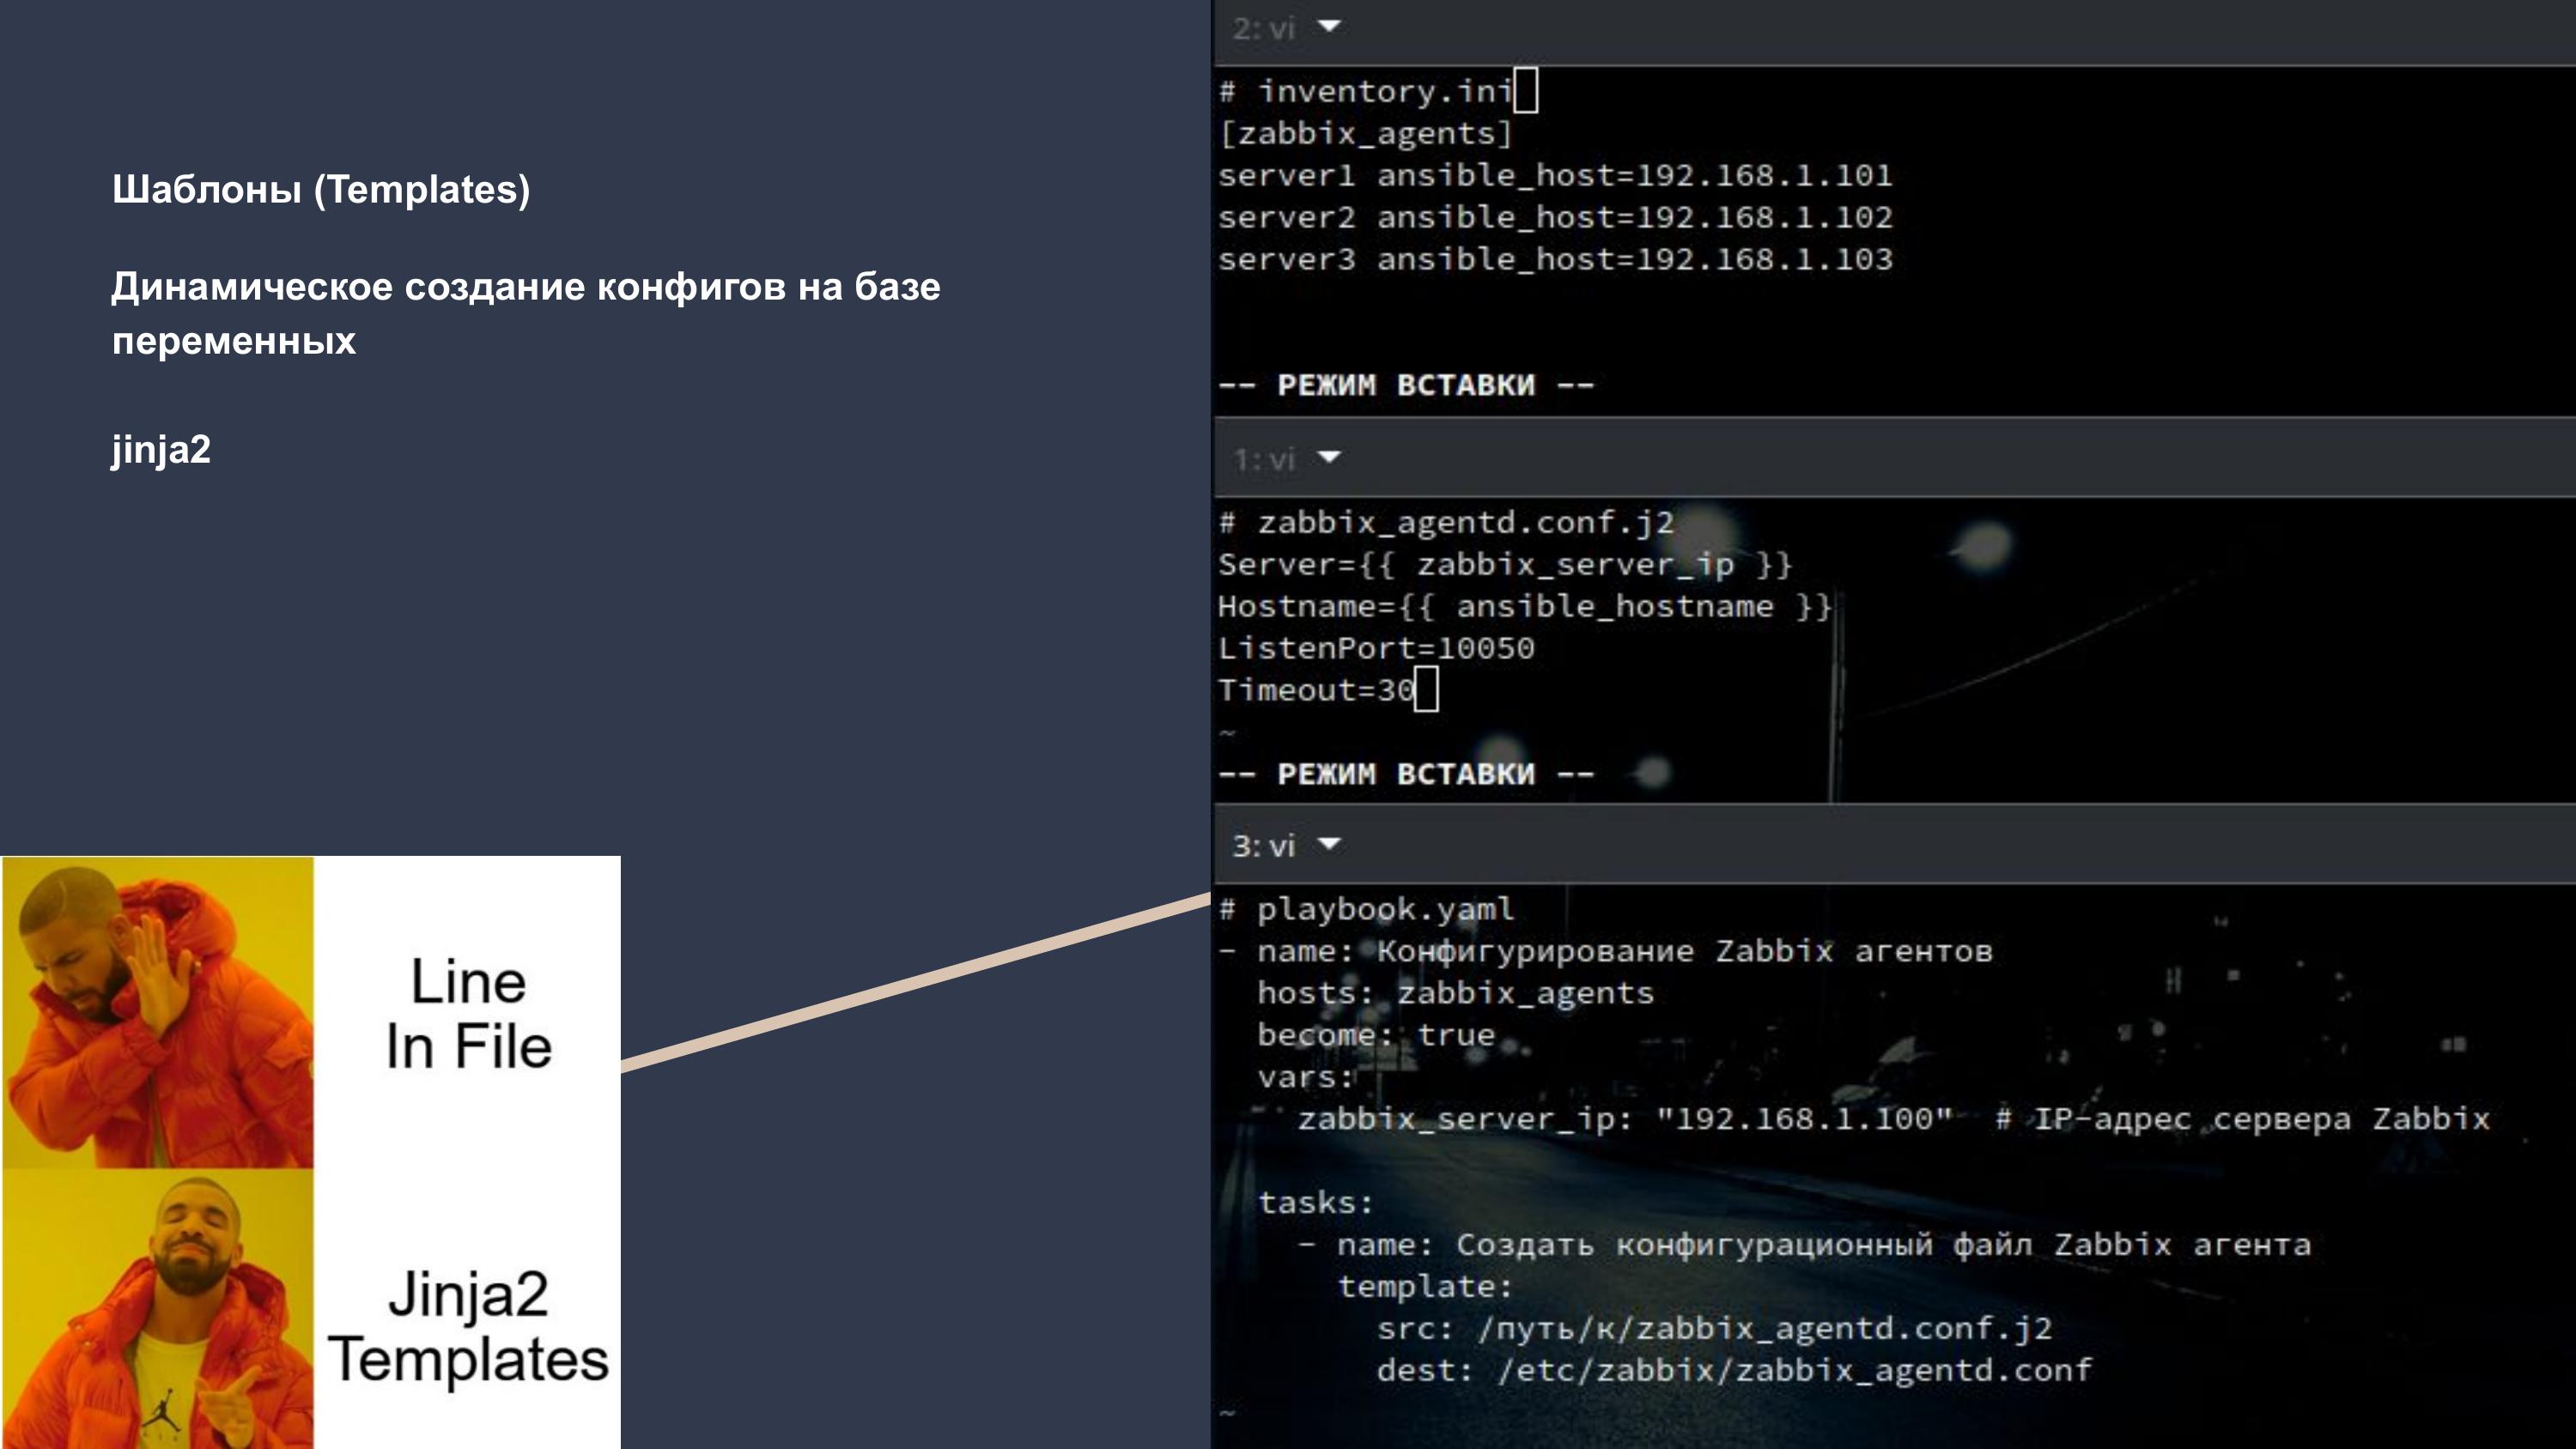 Шаблоны (Templates)
Динамическое создание конфигов на базе
переменных
jinja2
Line
In File
Jinja2
Templates
2: vi
# inventory.ini
[zabbix_agents]
server1 ansible_host=192.168.1.101
server2 ansible_host=192.168.1.102
server3 ansible_host=192.168.1.103
-- РЕЖИМ ВСТАВКИ --
1: vi
# zabbix_agentd.conf.j2
Server={{ zabbix_server_ip }}
Hostname={{ ansible_hostname }}
ListenPort=10050
Timeout=30
~
-- РЕЖИМ ВСТАВКИ --
3: vi
# playbook.yaml
- name: Конфигурирование Zabbix агентов
  hosts: zabbix_agents
  become: true
  vars:
    zabbix_server_ip: "192.168.1.100"  # IP-адрес сервера Zabbix
  tasks:
    - name: Создать конфигурационный файл Zabbix агента
      template:
        src: /путь/к/zabbix_agentd.conf.j2
        dest: /etc/zabbix/zabbix_agentd.conf
~